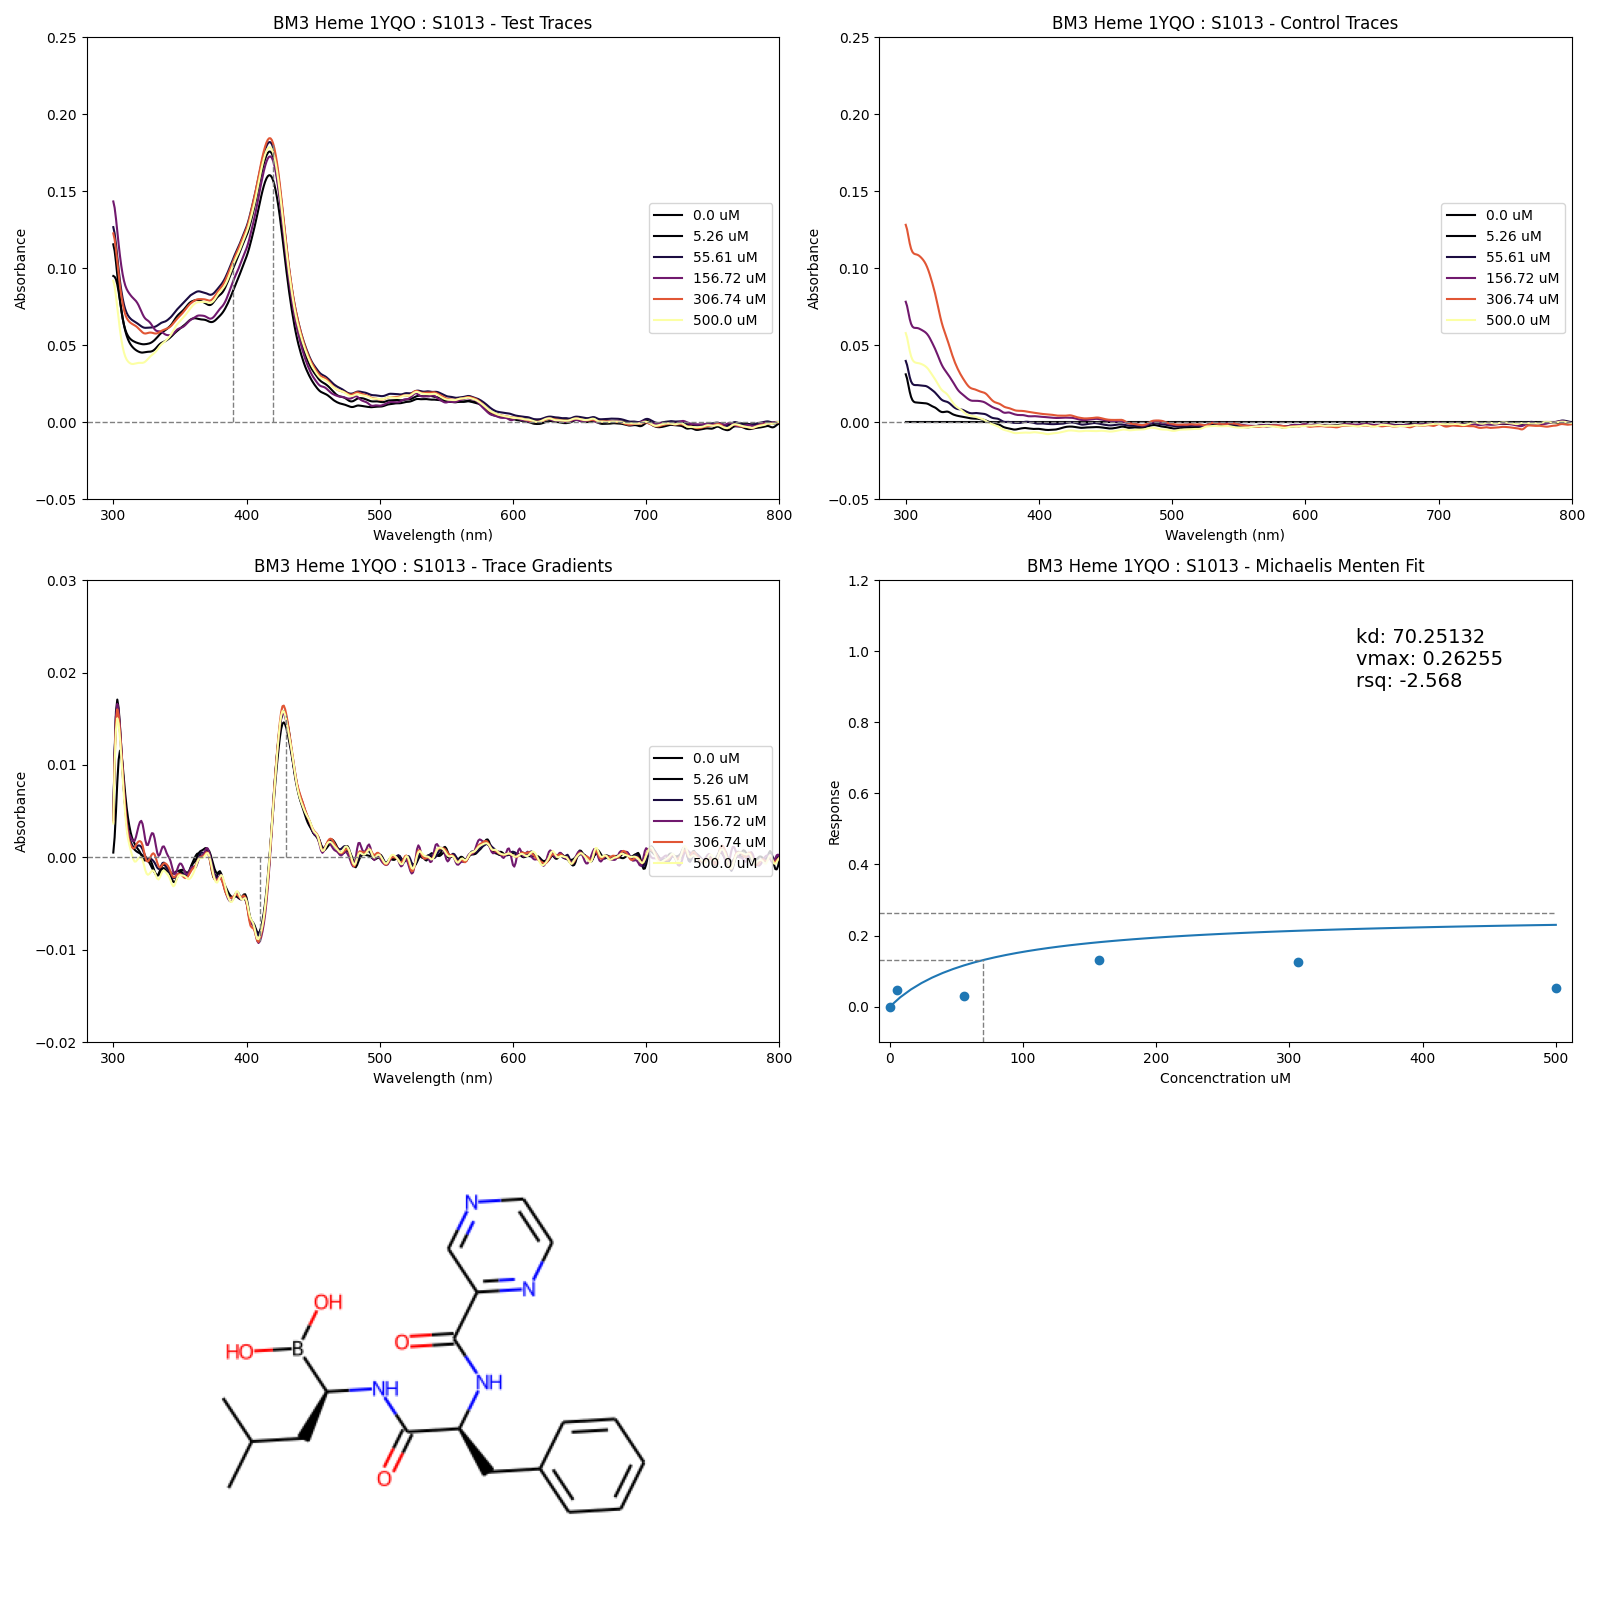 BM3 Heme 1YQO : S1013 - Test Traces
0.25
0.20
0.15
0.10
0.05
0.00
−0.05
Absorbance
300
400
500
600
700
800
Wavelength (nm)
0.0 uM
5.26 uM
55.61 uM
156.72 uM
306.74 uM
500.0 uM
BM3 Heme 1YQO : S1013 - Control Traces
0.25
0.20
0.15
0.10
0.05
0.00
−0.05
Absorbance
300
400
500
600
700
800
Wavelength (nm)
0.0 uM
5.26 uM
55.61 uM
156.72 uM
306.74 uM
500.0 uM
BM3 Heme 1YQO : S1013 - Trace Gradients
0.03
0.02
0.01
0.00
−0.01
−0.02
Absorbance
300
400
500
600
700
800
Wavelength (nm)
0.0 uM
5.26 uM
55.61 uM
156.72 uM
306.74 uM
500.0 uM
BM3 Heme 1YQO : S1013 - Michaelis Menten Fit
1.2
1.0
0.8
0.6
0.4
0.2
0.0
Response
kd: 70.25132
vmax: 0.26255
rsq: -2.568
0
100
200
300
400
500
Concenctration uM
N
N
OH
HO
B
O
NH
NH
O